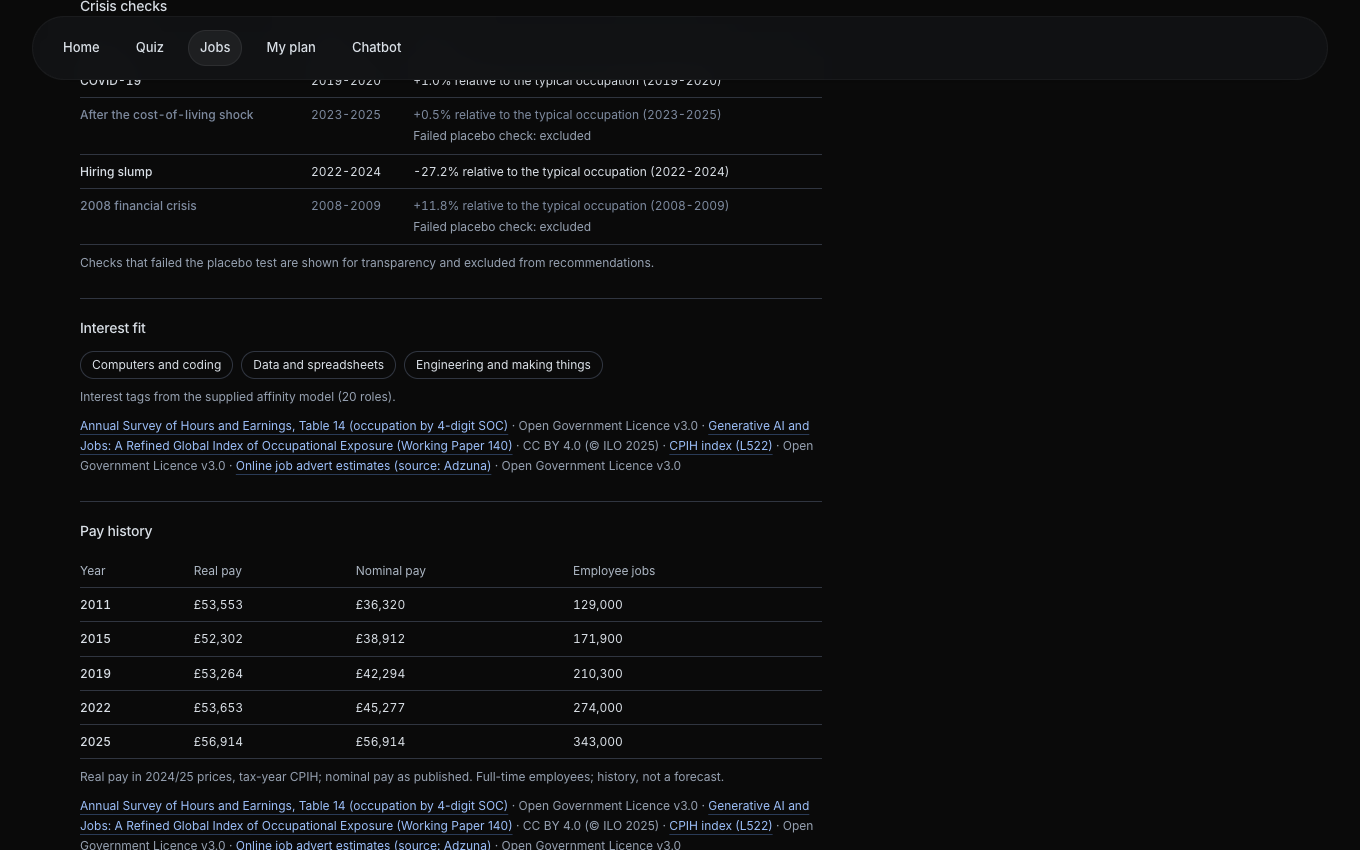 Crisis checks
Home Quiz Jobs My plan Chatbot
COVID-19 2019-2020 +1.0% relative to the typical occupation (2019-2020)
After the cost-of-living shock 2023-2025 +0.5% relative to the typical occupation (2023-2025)
Failed placebo check: excluded
Hiring slump 2022-2024 -27.2% relative to the typical occupation (2022-2024)
2008 financial crisis 2008-2009 +11.8% relative to the typical occupation (2008-2009)
Failed placebo check: excluded
Checks that failed the placebo test are shown for transparency and excluded from recommendations.
Interest fit
Computers and coding Data and spreadsheets Engineering and making things
Interest tags from the supplied affinity model (20 roles).
Annual Survey of Hours and Earnings, Table 14 (occupation by 4-digit SOC) · Open Government Licence v3.0 · Generative AI and
Jobs: A Refined Global Index of Occupational Exposure (Working Paper 140) · CC BY 4.0 (© ILO 2025) · CPIH index (L522) · Open
Government Licence v3.0 · Online job advert estimates (source: Adzuna) · Open Government Licence v3.0
Pay history
Year Real pay Nominal pay Employee jobs
2011 £53,553 £36,320 129,000
2015 £52,302 £38,912 171,900
2019 £53,264 £42,294 210,300
2022 £53,653 £45,277 274,000
2025 £56,914 £56,914 343,000
Real pay in 2024/25 prices, tax-year CPIH; nominal pay as published. Full-time employees; history, not a forecast.
Annual Survey of Hours and Earnings, Table 14 (occupation by 4-digit SOC) · Open Government Licence v3.0 · Generative AI and
Jobs: A Refined Global Index of Occupational Exposure (Working Paper 140) · CC BY 4.0 (© ILO 2025) · CPIH index (L522) · Open
Government Licence v3.0 · Online job advert estimates (source: Adzuna) · Open Government Licence v3.0